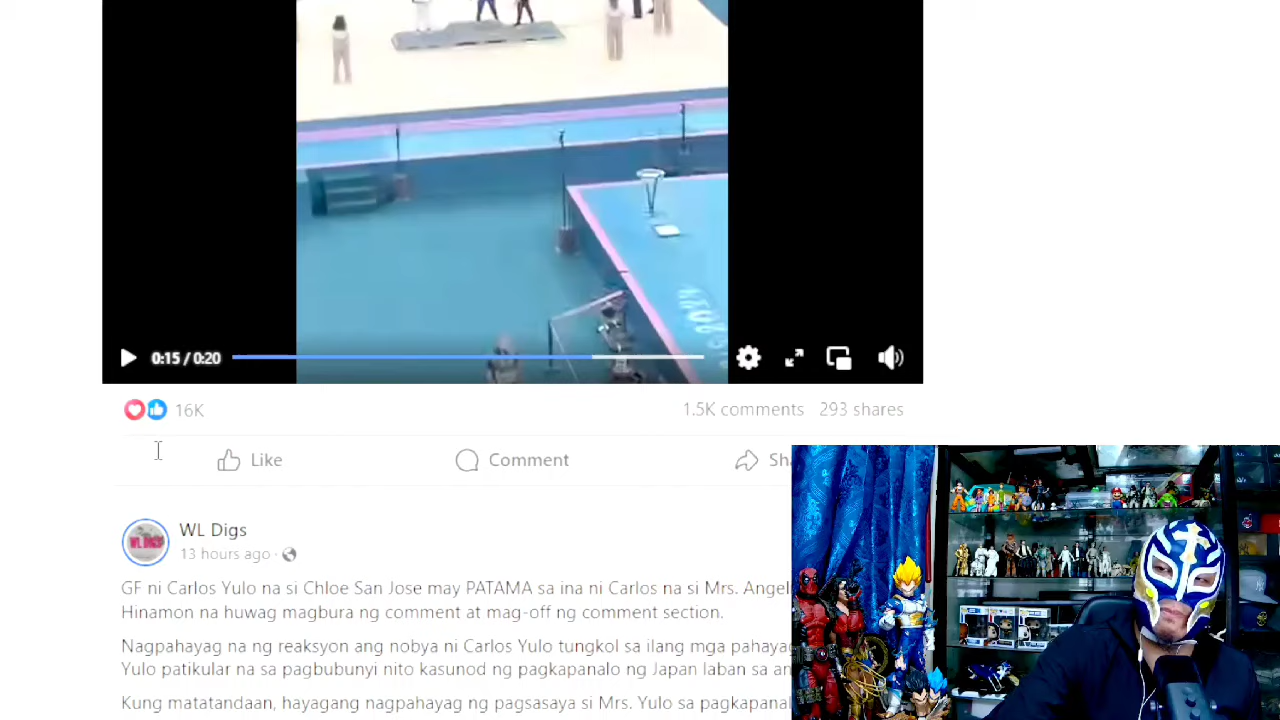 0:15 / 0:20
16K
1.5K comments 293 shares
Like Comment
WL Digs
13 hours ago ·
GF ni Carlos Yulo na si Chloe San Jose may PATAMA sa ina ni Carlos na si Mrs.
Hinamon na huwag magbura ng comment at mag-off ng comment section.
Nagpahayag na ng reaksyon ang nobya ni Carlos Yulo tungkol sa ilang mga
Yulo patikular na sa pagbubunyi nito kasunod ng pagkapanalo ng Japan laban sa
Kung matatandaan, hayagang nagpahayag ng pagsasaya si Mrs. Yulo sa